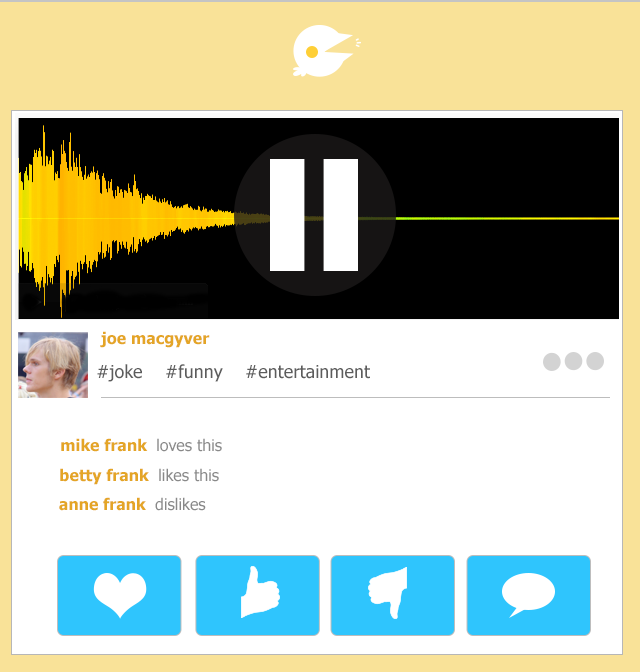 joe macgyver
#joke #funny #entertainment
mike frank loves this
betty frank likes this
anne frank dislikes